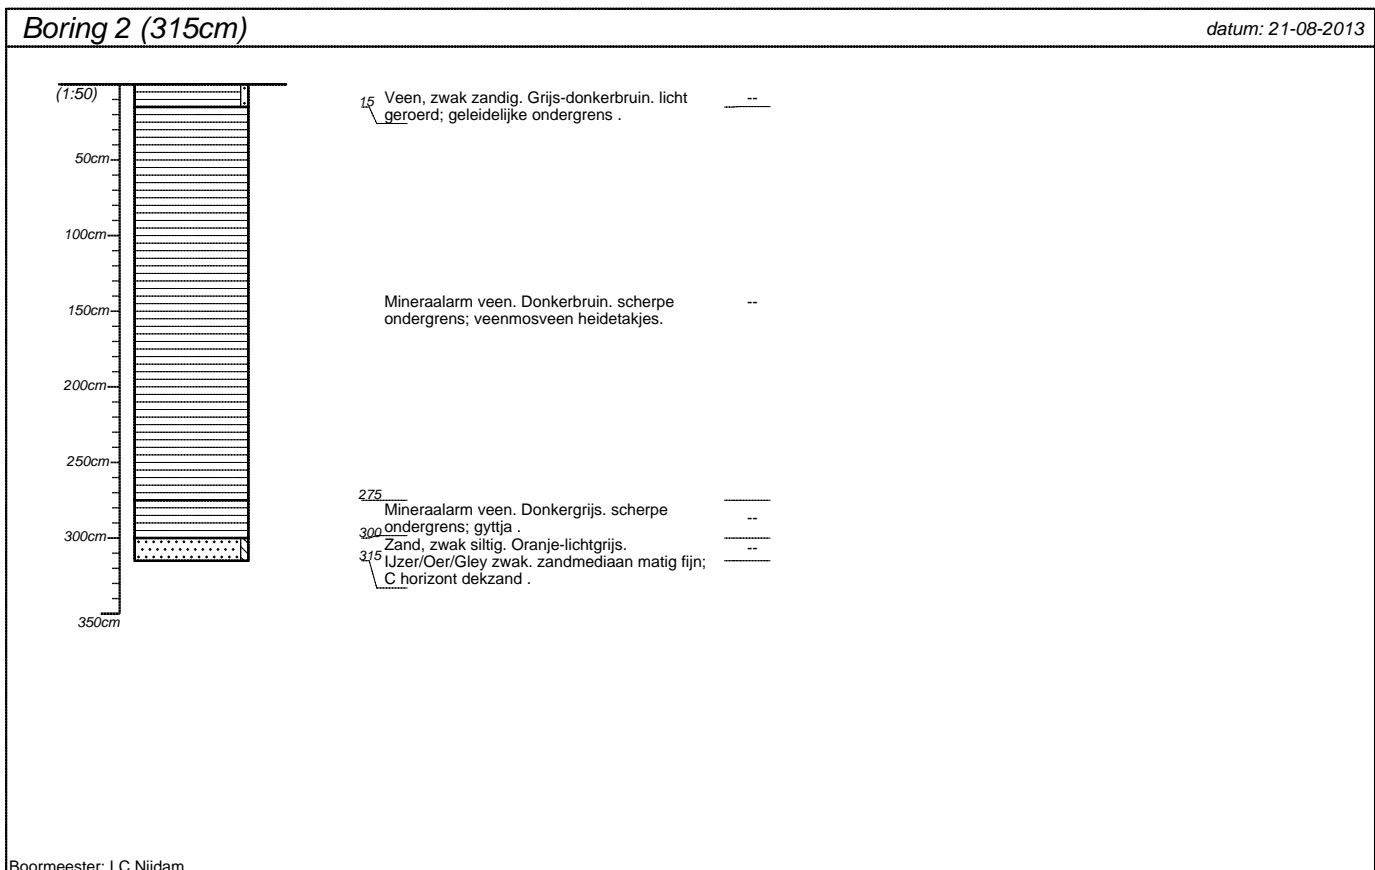 Boring 2 (315cm)
datum: 21-08-2013
(1:50)
50cm
100cm
150cm
200cm
250cm
300cm
350cm
15 Veen, zwak zandig. Grijs-donkerbruin. licht --
geroerd; geleidelijke ondergrens .
Mineraalarm veen. Donkerbruin. scherpe --
ondergrens; veenmosveen heidetakjes.
275
Mineraalarm veen. Donkergrijs. scherpe --
ondergrens; gyttja .
300
Zand, zwak siltig. Oranje-lichtgrijs. --
315 IJzer/Oer/Gley zwak. zandmediaan matig fijn;
C horizont dekzand .
Boormeester: LC Nijdam